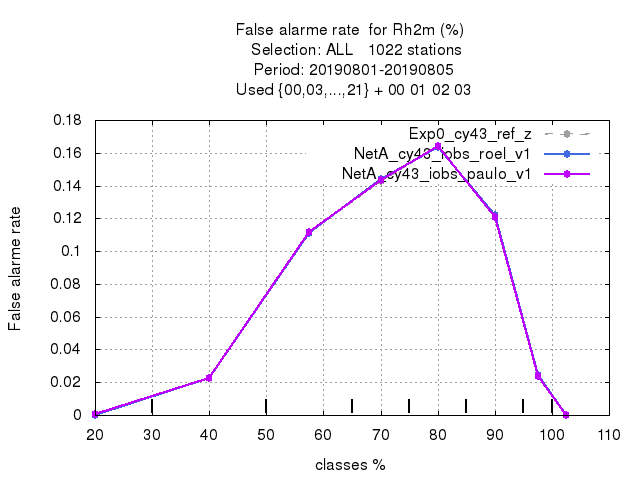 False alarme rate  for Rh2m (%)
Selection: ALL   1022 stations
Period: 20190801-20190805
Used {00,03,...,21} + 00 01 02 03
Exp0_cy43_ref_z
NetA_cy43_iobs_roel_v1
NetA_cy43_iobs_paulo_v1
False alarme rate
0.18
0.16
0.14
0.12
0.1
0.08
0.06
0.04
0.02
0
20 30 40 50 60 70 80 90 100 110
classes %